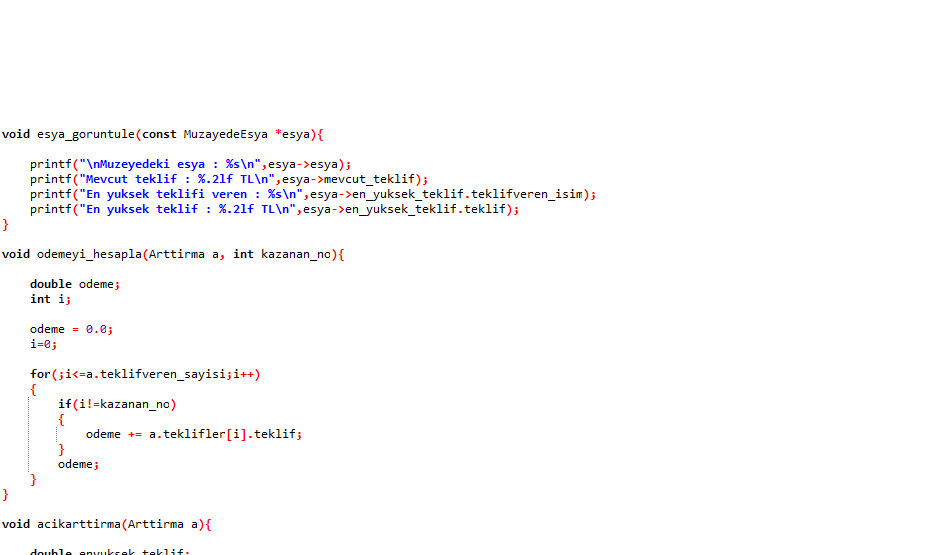 void esya_goruntule(const MuzayedeEsya *esya){
printf("\nMuzeyedeki esya : %s\n",esya->esya);
printf("Mevcut teklif : %.2lf TL\n",esya->mevcut_teklif);
printf("En yuksek teklifi veren : %s\n",esya->en_yuksek_teklif.teklifveren_isim);
printf("En yuksek teklif : %.2lf TL\n",esya->en_yuksek_teklif.teklif);
}
void odemeyi_hesapla(Arttirma a, int kazanan_no){
double odeme;
int i;
odeme = 0.0;
i=0;
for(;i<=a.teklifveren_sayisi;i++)
{
if(i!=kazanan_no)
{
odeme += a.teklifler[i].teklif;
}
odeme;
}
}
void acikarttirma(Arttirma a){
double enyuksek_teklif;